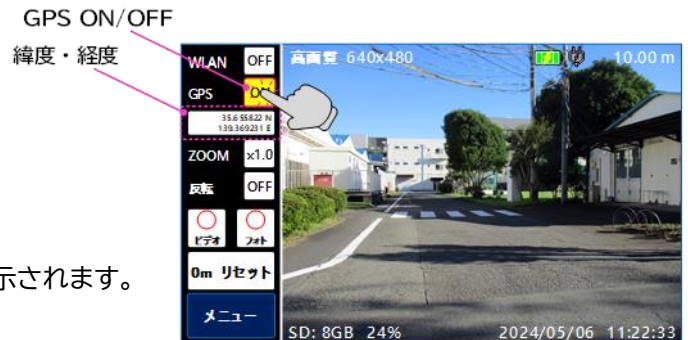 GPS ON/OFF
緯度・経度
WLAN OFF
高画質 640x480
10.00 m
GPS ON
35.655822 N
139.369231 E
ZOOM x1.0
反転 OFF
ビデオ フォト
0m リセット
示されます。
メニュー
SD: 8GB 24%
2024/05/06 11:22:33